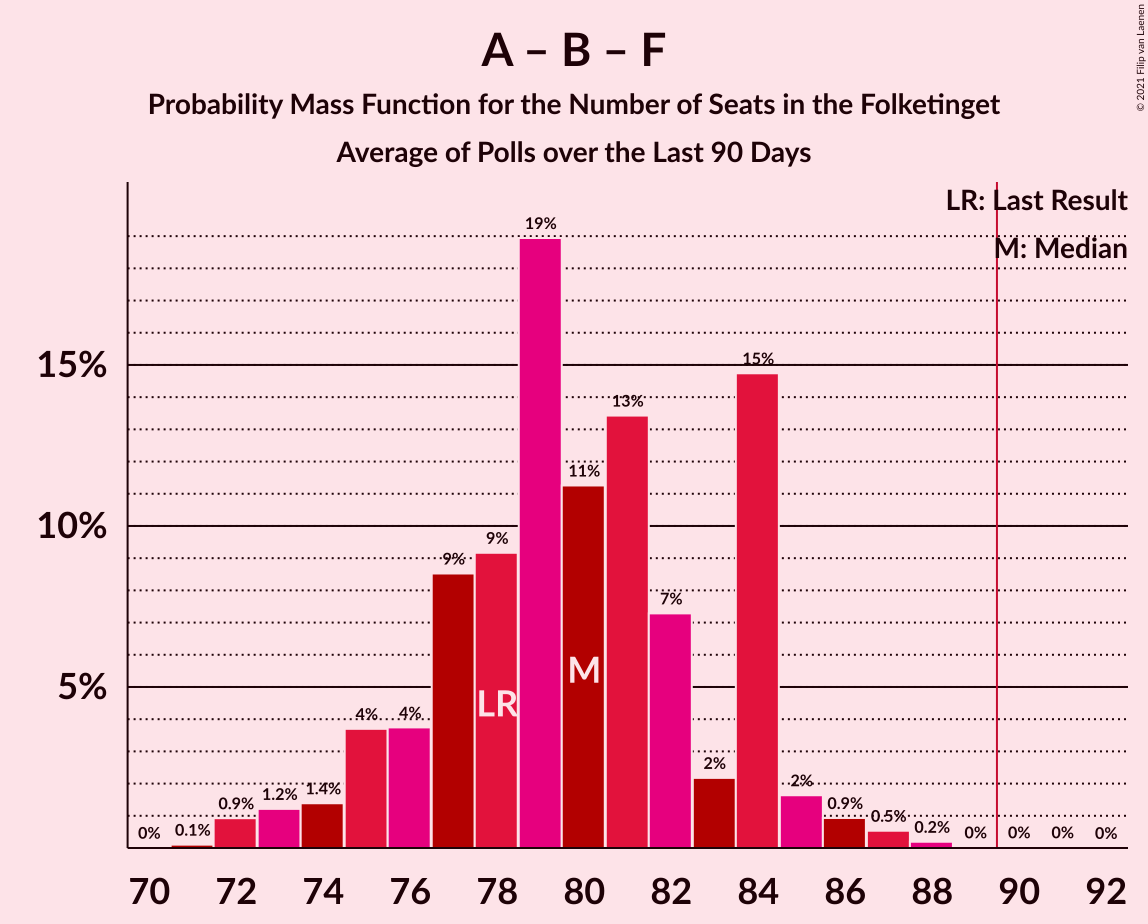 A – B – F
Probability Mass Function for the Number of Seats in the Folketinget
Average of Polls over the Last 90 Days
© 2021 Filip van Laenen
LR: Last Result
M: Median
15%
10%
5%
0%
0.1%
0.9%
1.2%
1.4%
4%
4%
9%
9%
19%
11%
13%
7%
2%
15%
2%
0.9%
0.5%
0.2%
0%
0%
0%
0%
LR
M
70 72 74 76 78 80 82 84 86 88 90 92